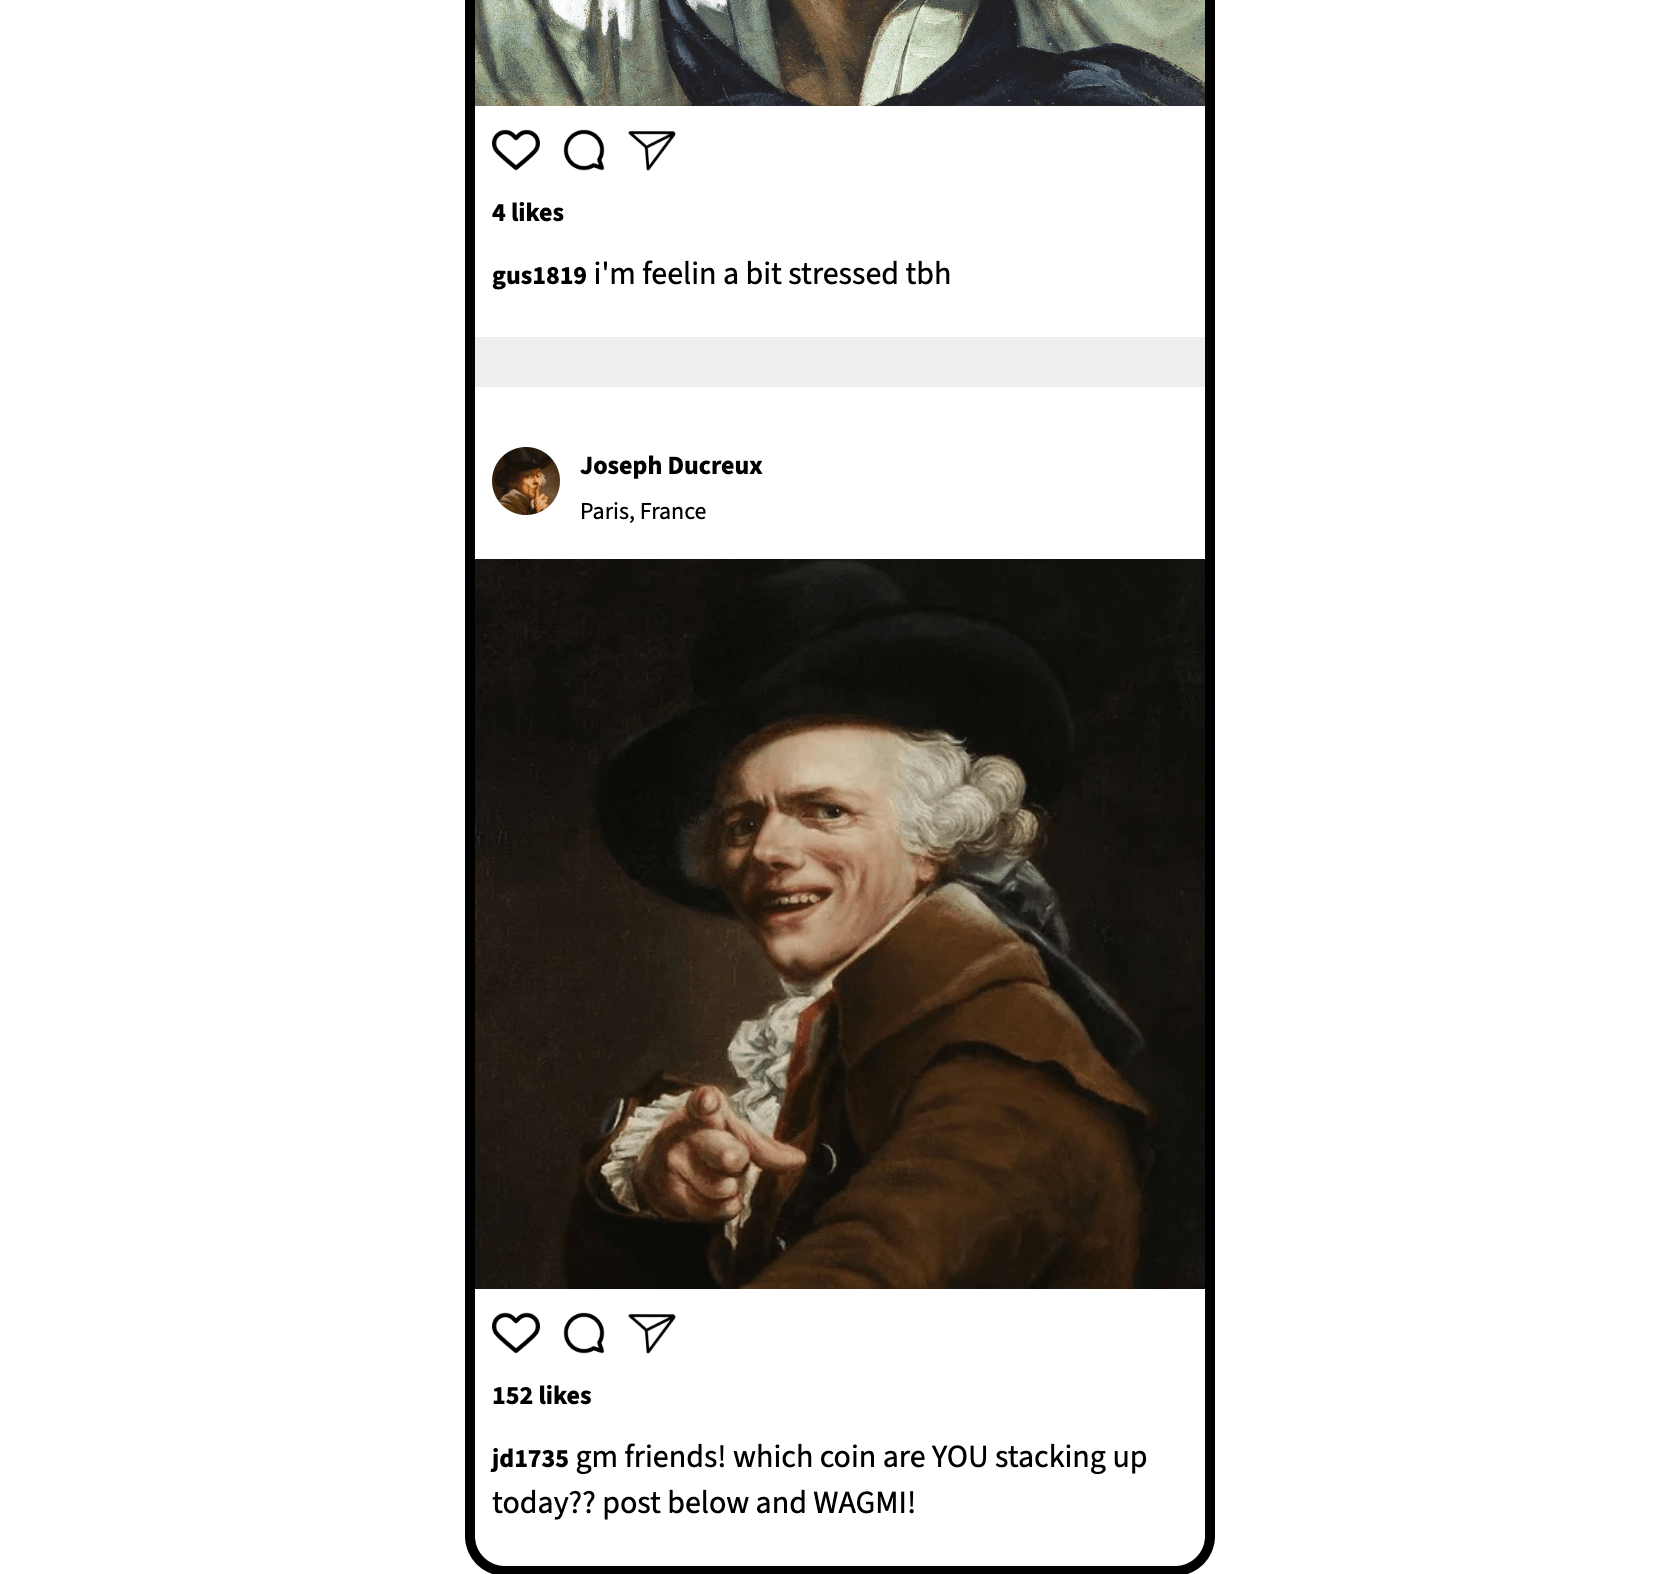 4 likes
gus1819 i'm feelin a bit stressed tbh
Joseph Ducreux
Paris, France
152 likes
jd1735 gm friends! which coin are YOU stacking up
today?? post below and WAGMI!